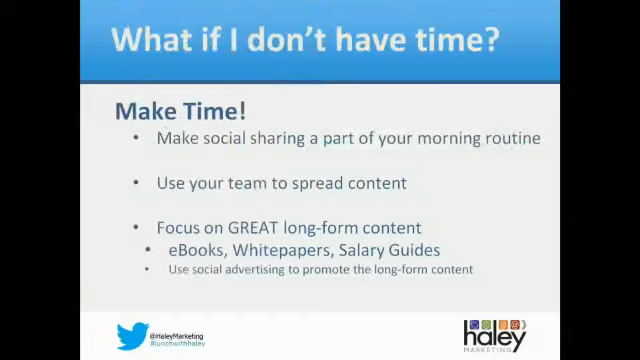 What if I don't have time?
Make Time!
• Make social sharing a part of your morning routine
• Use your team to spread content
• Focus on GREAT long-form content
• eBooks, Whitepapers, Salary Guides
• Use social advertising to promote the long-form content
@HaleyMarketing
#lunchwithhaley
haley
MARKETING